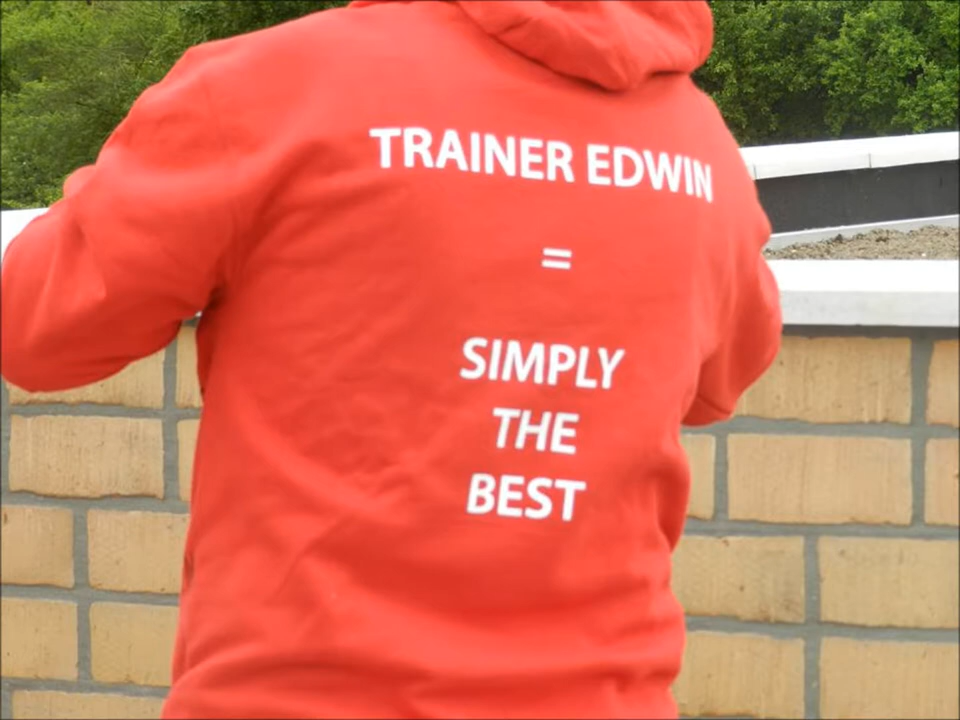 TRAINER EDWIN
=
SIMPLY
THE
BEST